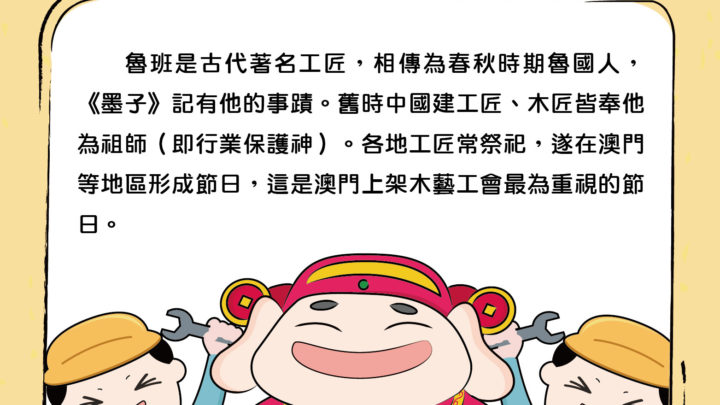 魯班是古代著名工匠，相傳為春秋時期魯國人，
《墨子》記有他的事蹟。舊時中國建工匠、木匠皆奉他
為祖師（即行業保護神）。各地工匠常祭祀，遂在澳門
等地區形成節日，這是澳門上架木藝工會最為重視的節
日。